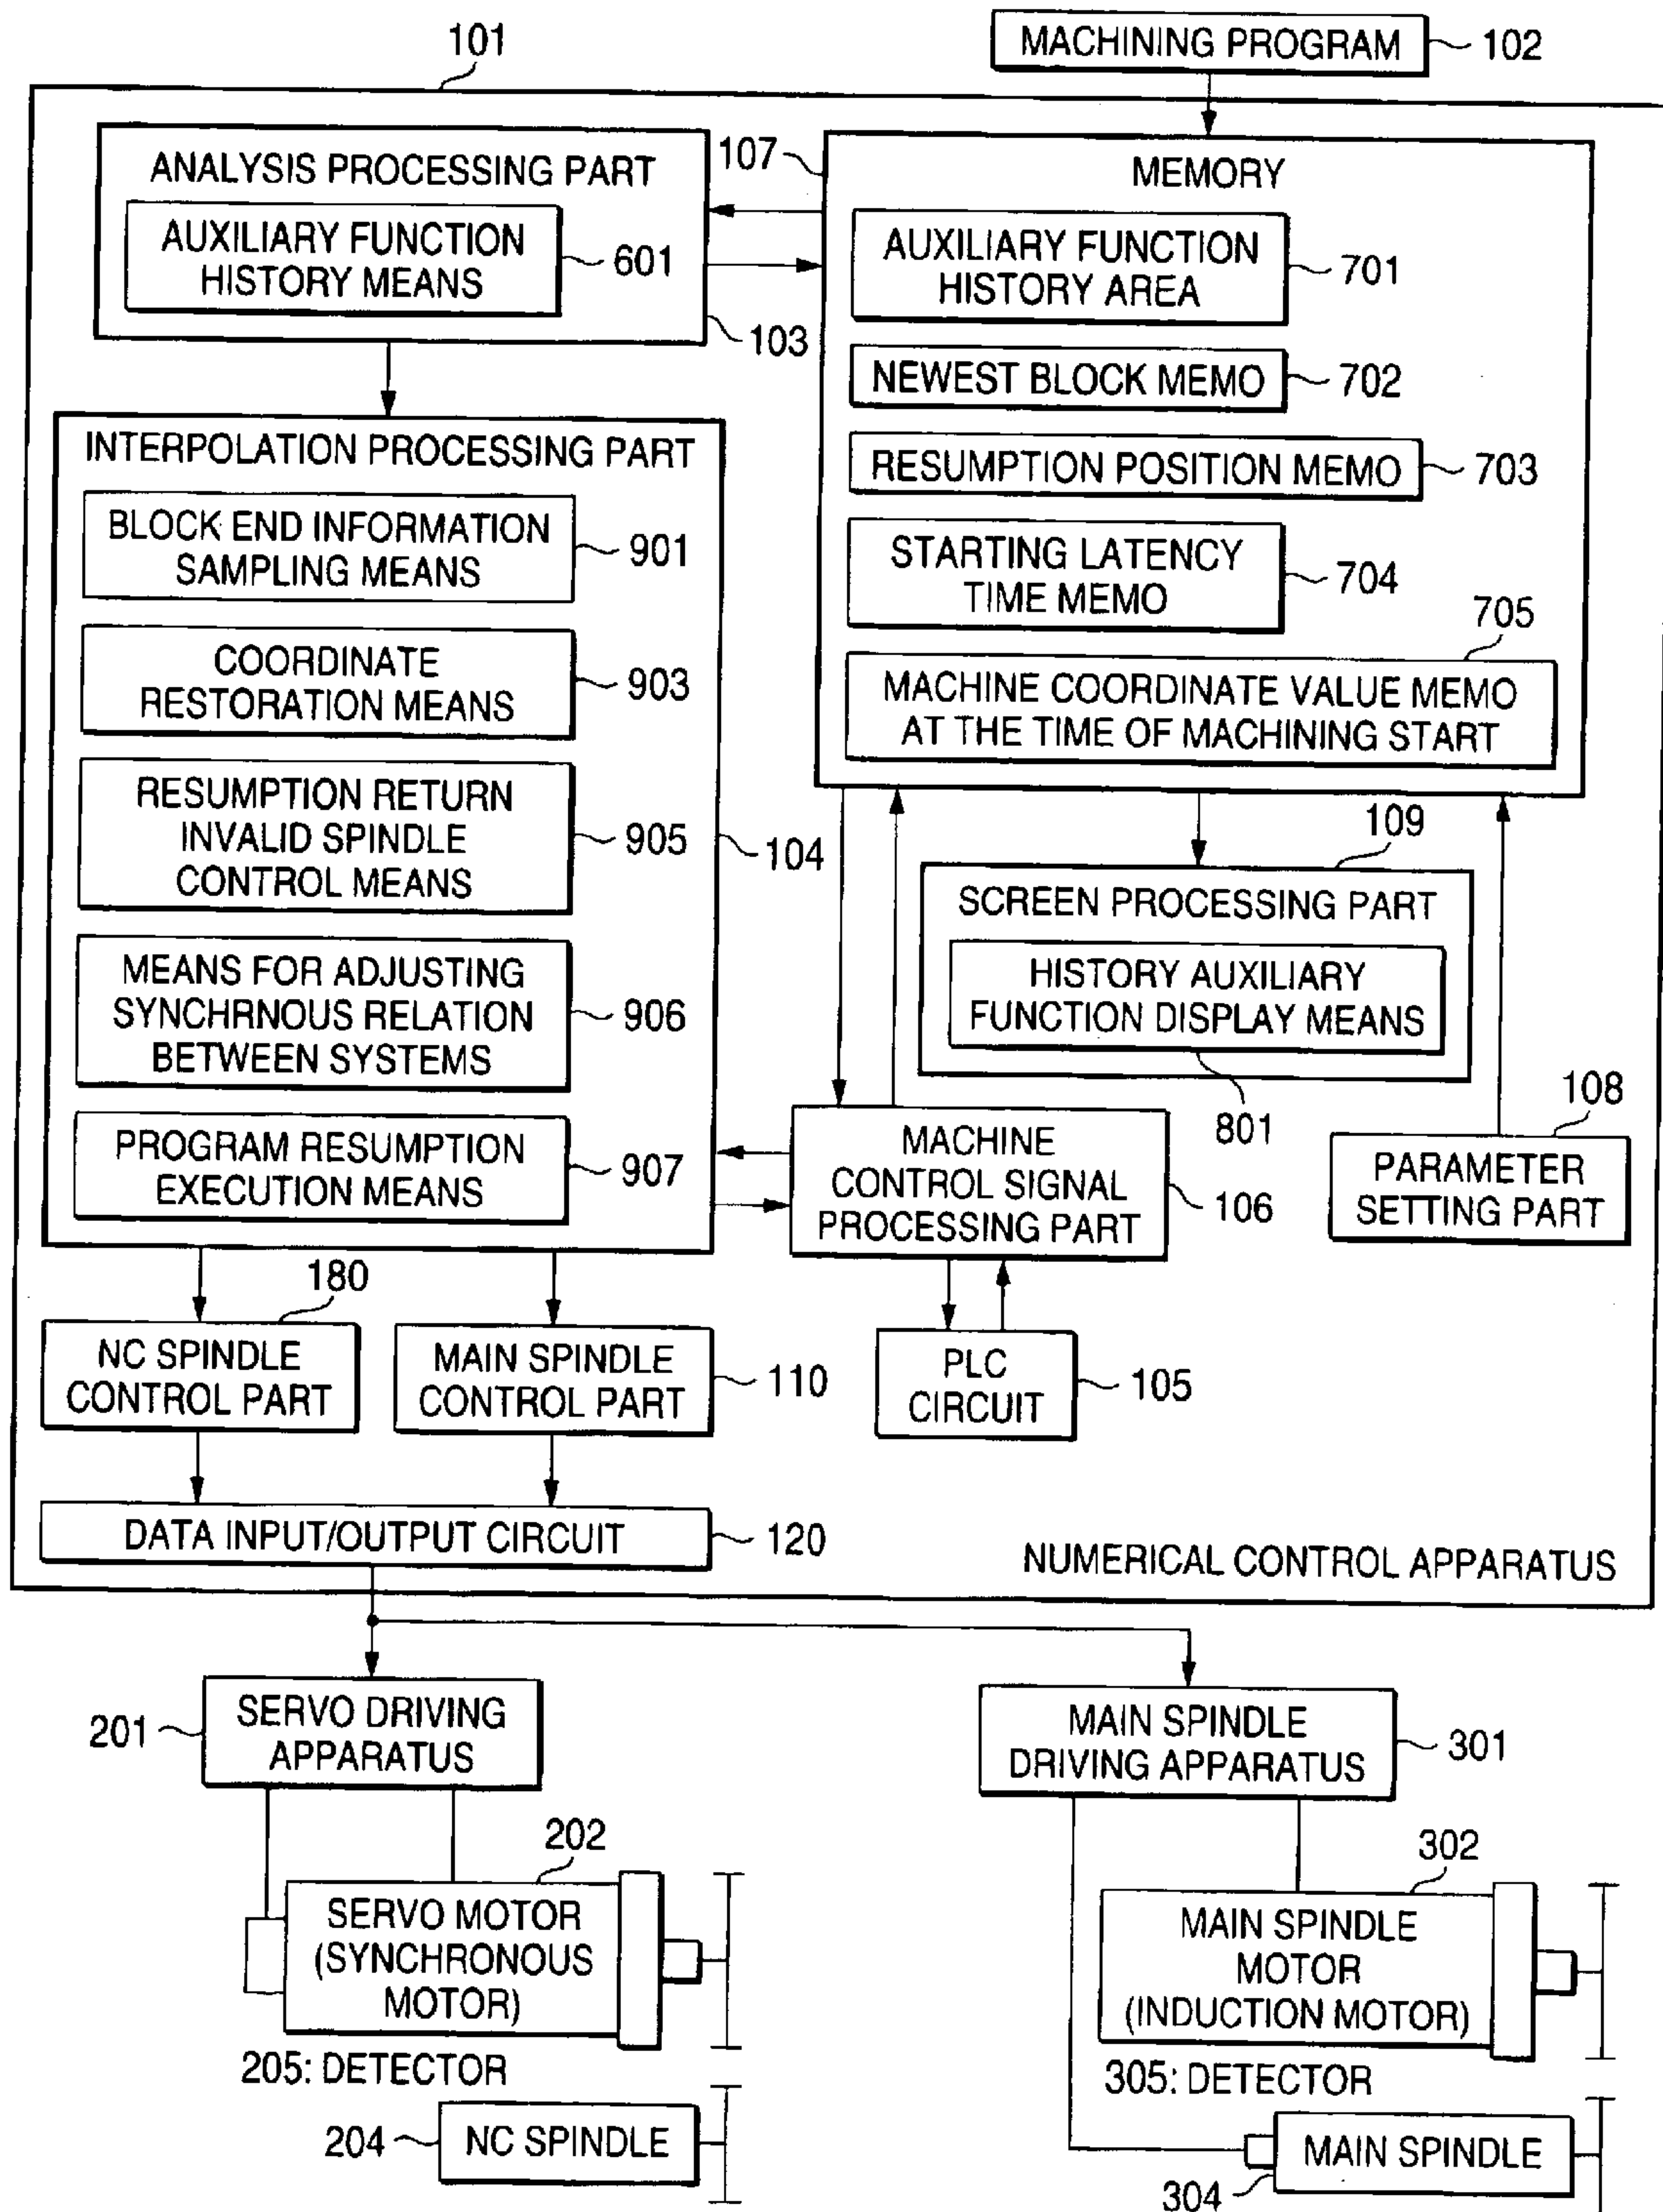 101
MACHINING PROGRAM
102
ANALYSIS PROCESSING PART
AUXILIARY FUNCTION
HISTORY MEANS
601
103
107
MEMORY
AUXILIARY FUNCTION
HISTORY AREA
701
NEWEST BLOCK MEMO
702
RESUMPTION POSITION MEMO
703
STARTING LATENCY
TIME MEMO
704
705
MACHINE COORDINATE VALUE MEMO
AT THE TIME OF MACHINING START
INTERPOLATION PROCESSING PART
BLOCK END INFORMATION
SAMPLING MEANS
901
COORDINATE
RESTORATION MEANS
903
RESUMPTION RETURN
INVALID SPINDLE
CONTROL MEANS
905
104
MEANS FOR ADJUSTING
SYNCHRNOUS RELATION
BETWEEN SYSTEMS
906
PROGRAM RESUMPTION
EXECUTION MEANS
907
109
SCREEN PROCESSING PART
HISTORY AUXILIARY
FUNCTION DISPLAY MEANS
801
108
PARAMETER
SETTING PART
MACHINE
CONTROL SIGNAL
PROCESSING PART
106
180
NC SPINDLE
CONTROL PART
MAIN SPINDLE
CONTROL PART
110
PLC
CIRCUIT
105
DATA INPUT/OUTPUT CIRCUIT
120
NUMERICAL CONTROL APPARATUS
201
SERVO DRIVING
APPARATUS
MAIN SPINDLE
DRIVING APPARATUS
301
202
SERVO MOTOR
(SYNCHRONOUS
MOTOR)
205: DETECTOR
204
NC SPINDLE
302
MAIN SPINDLE
MOTOR
(INDUCTION MOTOR)
305: DETECTOR
MAIN SPINDLE
304